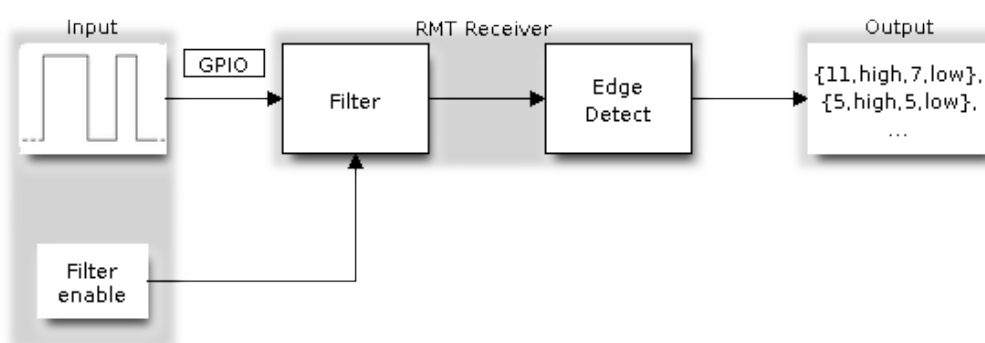 Input
RMT Receiver
Output
GPIO
Filter
Edge
Detect
{11,high,7,low},
{5,high,5,low},
...
Filter
enable